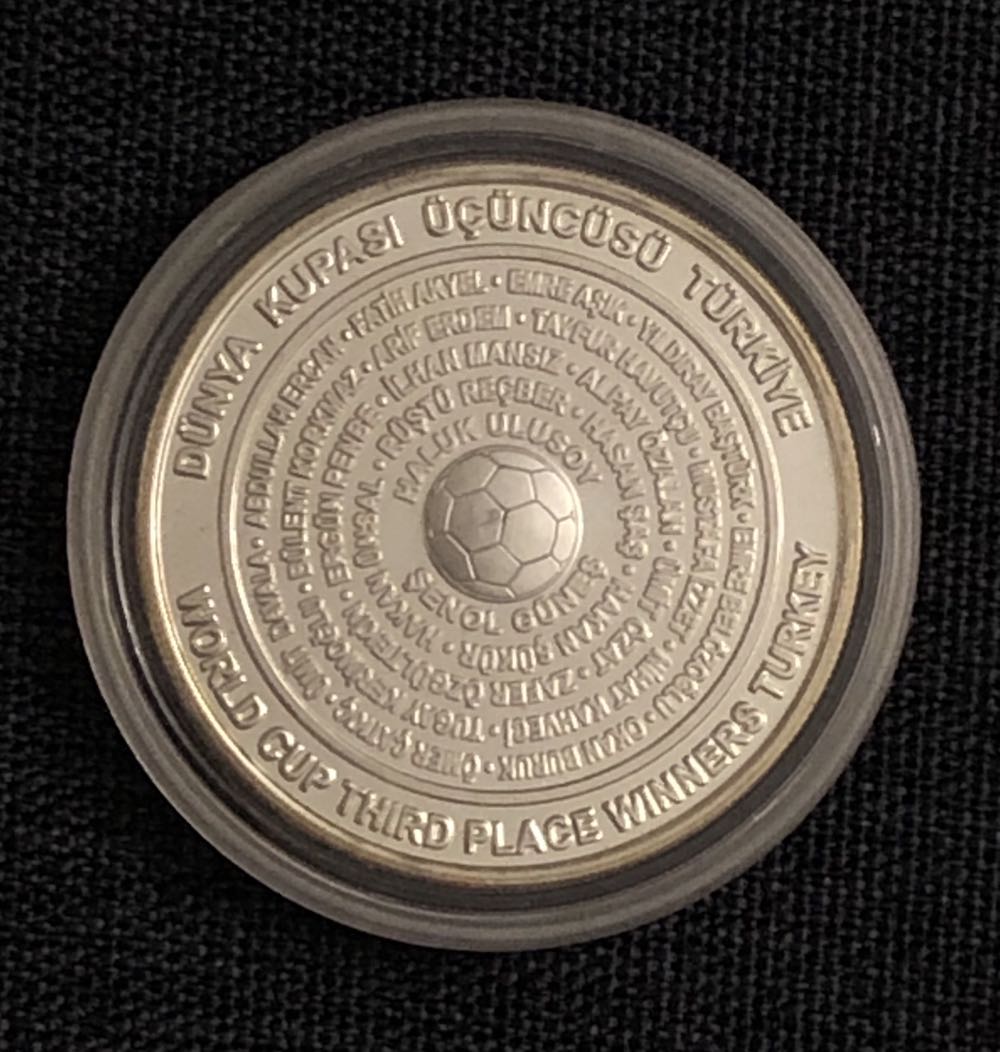 DÜNYA KUPASI ÜÇÜNCÜSÜ TÜRKİYE
WORLD CUP THIRD PLACE WINNERS TURKEY
ÜMİT DAVALA • ABDULLAH ERCAN • FATİH AKYEL • EMRE AŞIK • YILDIRAY BAŞTÜRK • EMRE BELÖZOĞLU • OKAN BURUK • ÖMER ÇATKIÇ
TUGAY KERİMOĞLU • BÜLENT KORKMAZ • ARİF ERDEM • TAYFUR HAVUTÇU • MUSTAFA İZZET • NİHAT KAHVECİ
ZAFER ÖZGÜLTEKİN • ERGÜN PENBE • İLHAN MANSIZ • ALPAY ÖZALAN • ÜMİT ÖZAT
HAKAN ÜNSAL • RÜŞTÜ REÇBER • HASAN ŞAŞ • HAKAN ŞÜKÜR
HALUK ULUSOY
ŞENOL GÜNEŞ